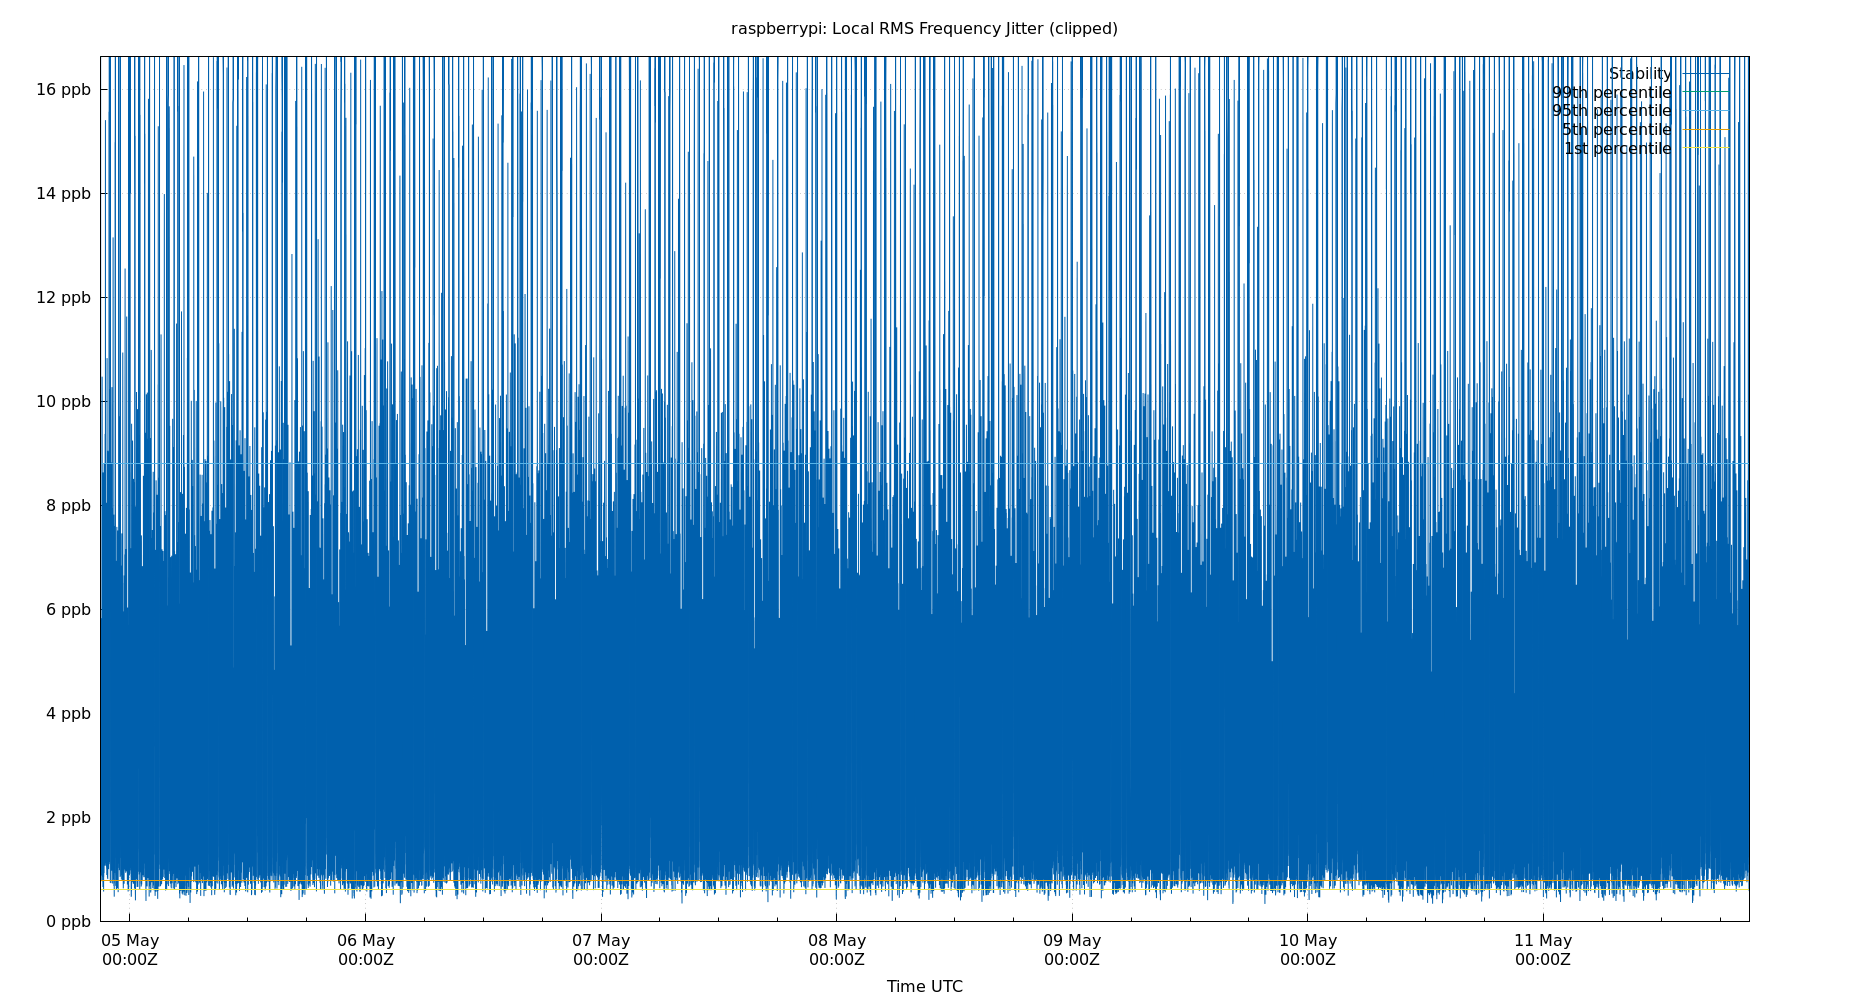 raspberrypi: Local RMS Frequency Jitter (clipped)
Stability
99th percentile
95th percentile
5th percentile
1st percentile
16 ppb
14 ppb
12 ppb
10 ppb
8 ppb
6 ppb
4 ppb
2 ppb
0 ppb
05 May 06 May 07 May 08 May 09 May 10 May 11 May
00:00Z 00:00Z 00:00Z 00:00Z 00:00Z 00:00Z 00:00Z
Time UTC